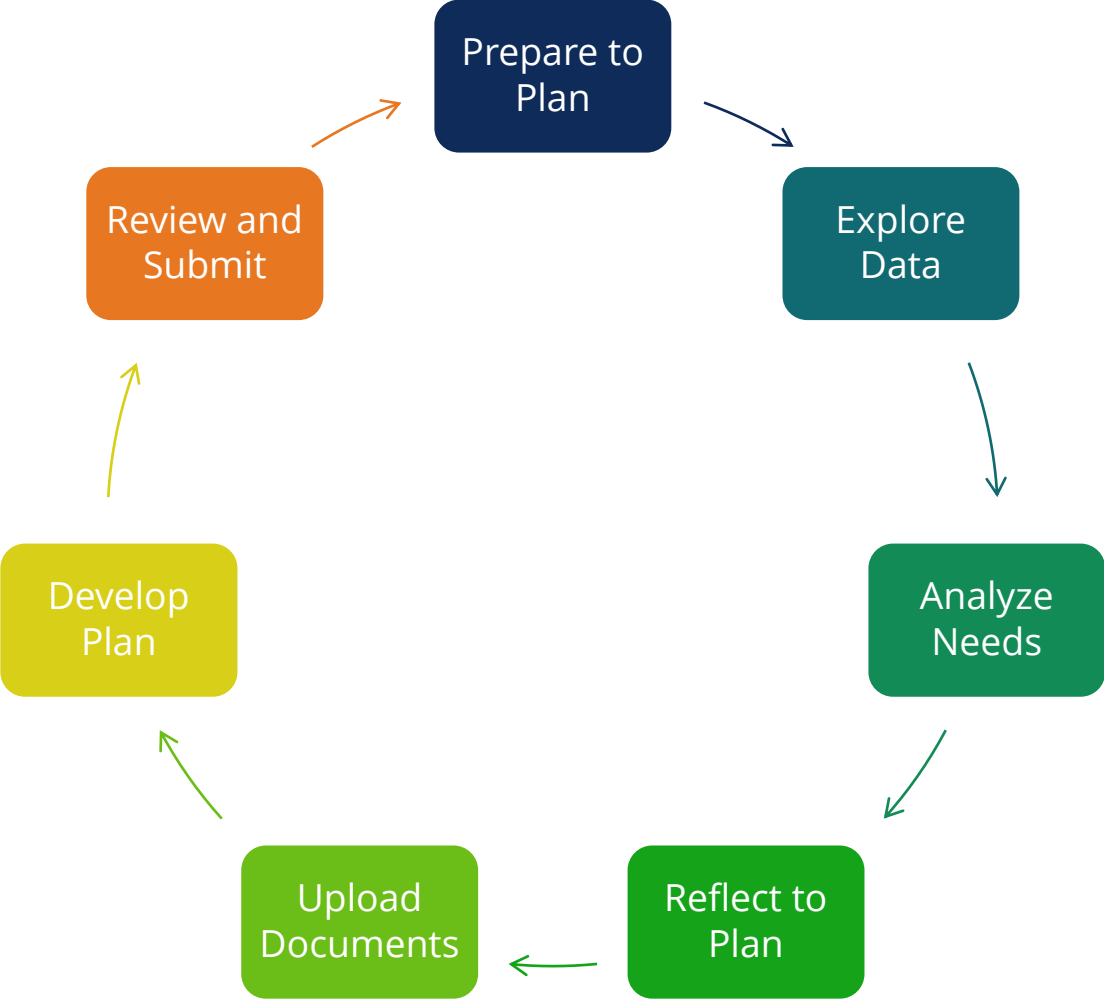 Prepare to
Plan
Explore
Data
Analyze
Needs
Reflect to
Plan
Upload
Documents
Develop
Plan
Review and
Submit